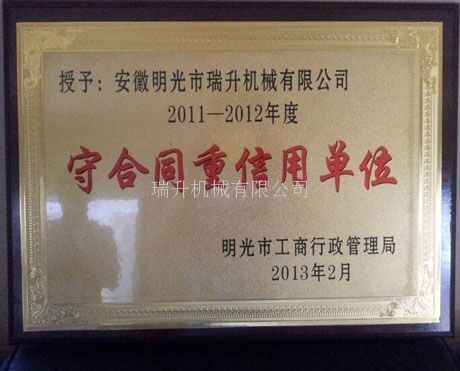 授予：安徽明光市瑞升机械有限公司
2011—2012年度
守合同重信用单位
瑞升机械有限公司
明光市工商行政管理局
2013年2月